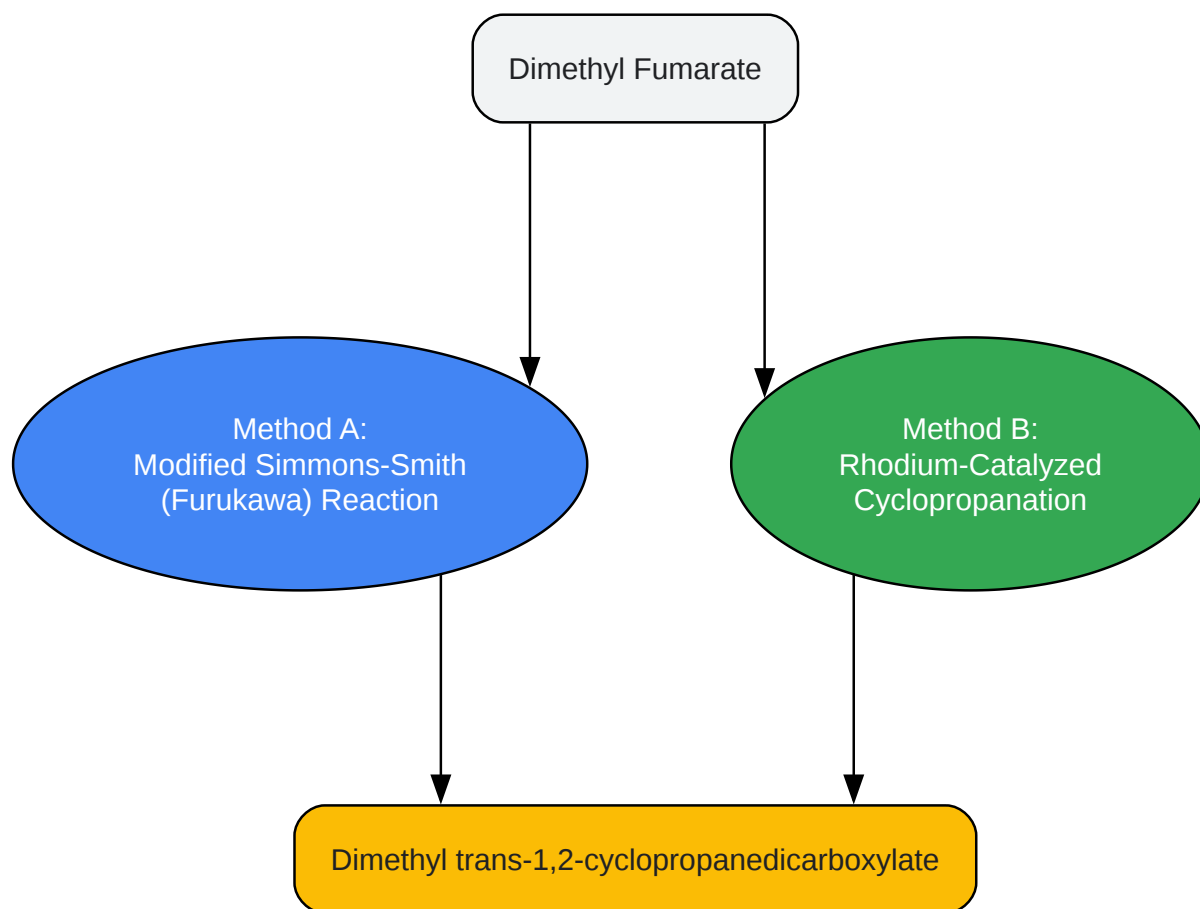 Dimethyl Fumarate
Method A:
Modified Simmons-Smith
(Furukawa) Reaction
Method B:
Rhodium-Catalyzed
Cyclopropanation
Dimethyl trans-1,2-cyclopropanedicarboxylate